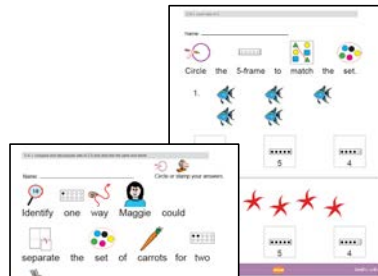 Name:
Circle the 5-frame to match the set.
1.
5 4
5 4
Name:
Circle or stamp your answers.
Identify one way Maggie could
separate the set of carrots for two